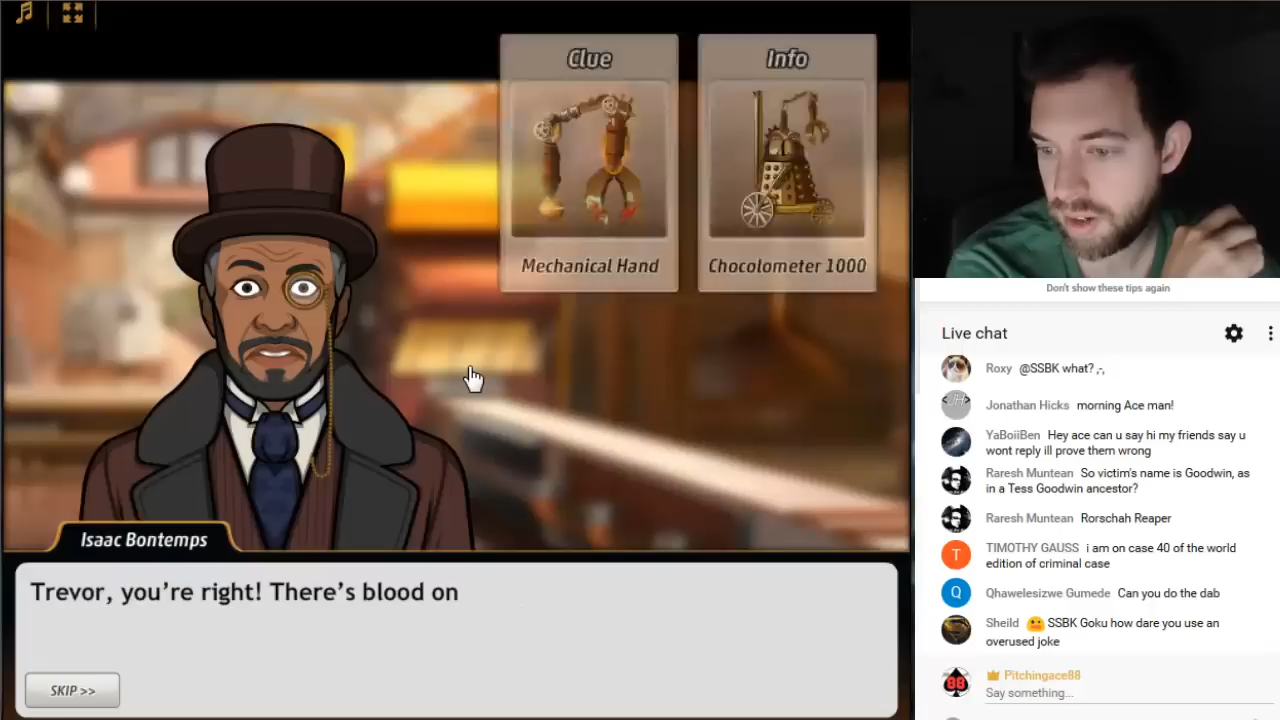 Clue
Info
Mechanical Hand
Chocolometer 1000
Isaac Bontemps
Trevor, you're right! There's blood on
SKIP >>
Don't show these tips again
Live chat
Roxy @SSBK what? ;-;
JH
Jonathan Hicks morning Ace man!
YaBoiiBen Hey ace can u say hi my friends say u
wont reply ill prove them wrong
Raresh Muntean So victim's name is Goodwin, as
in a Tess Goodwin ancestor?
Raresh Muntean Rorschah Reaper
T
TIMOTHY GAUSS i am on case 40 of the world
edition of criminal case
Q
Qhawelesizwe Gumede Can you do the dab
Sheild SSBK Goku how dare you use an
overused joke
88
Pitchingace88
Say something...